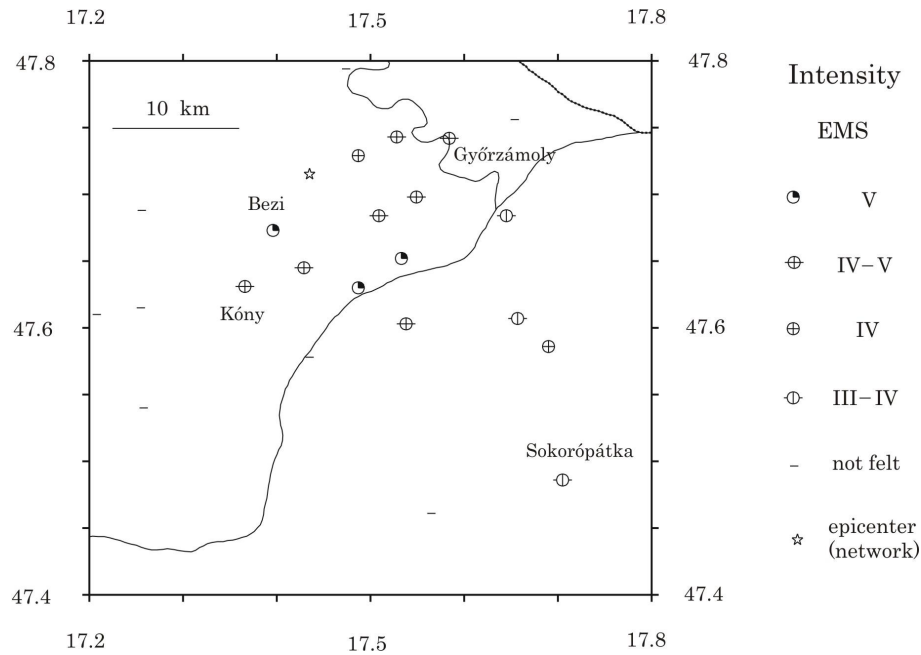 17.2 17.5 17.8
47.8 47.8
Intensity
10 km
EMS
Győrzámoly
Bezi
V
IV–V
Kóny
47.6 47.6
IV
III–IV
Sokorópátka
not felt
epicenter
(network)
47.4 47.4
17.2 17.5 17.8